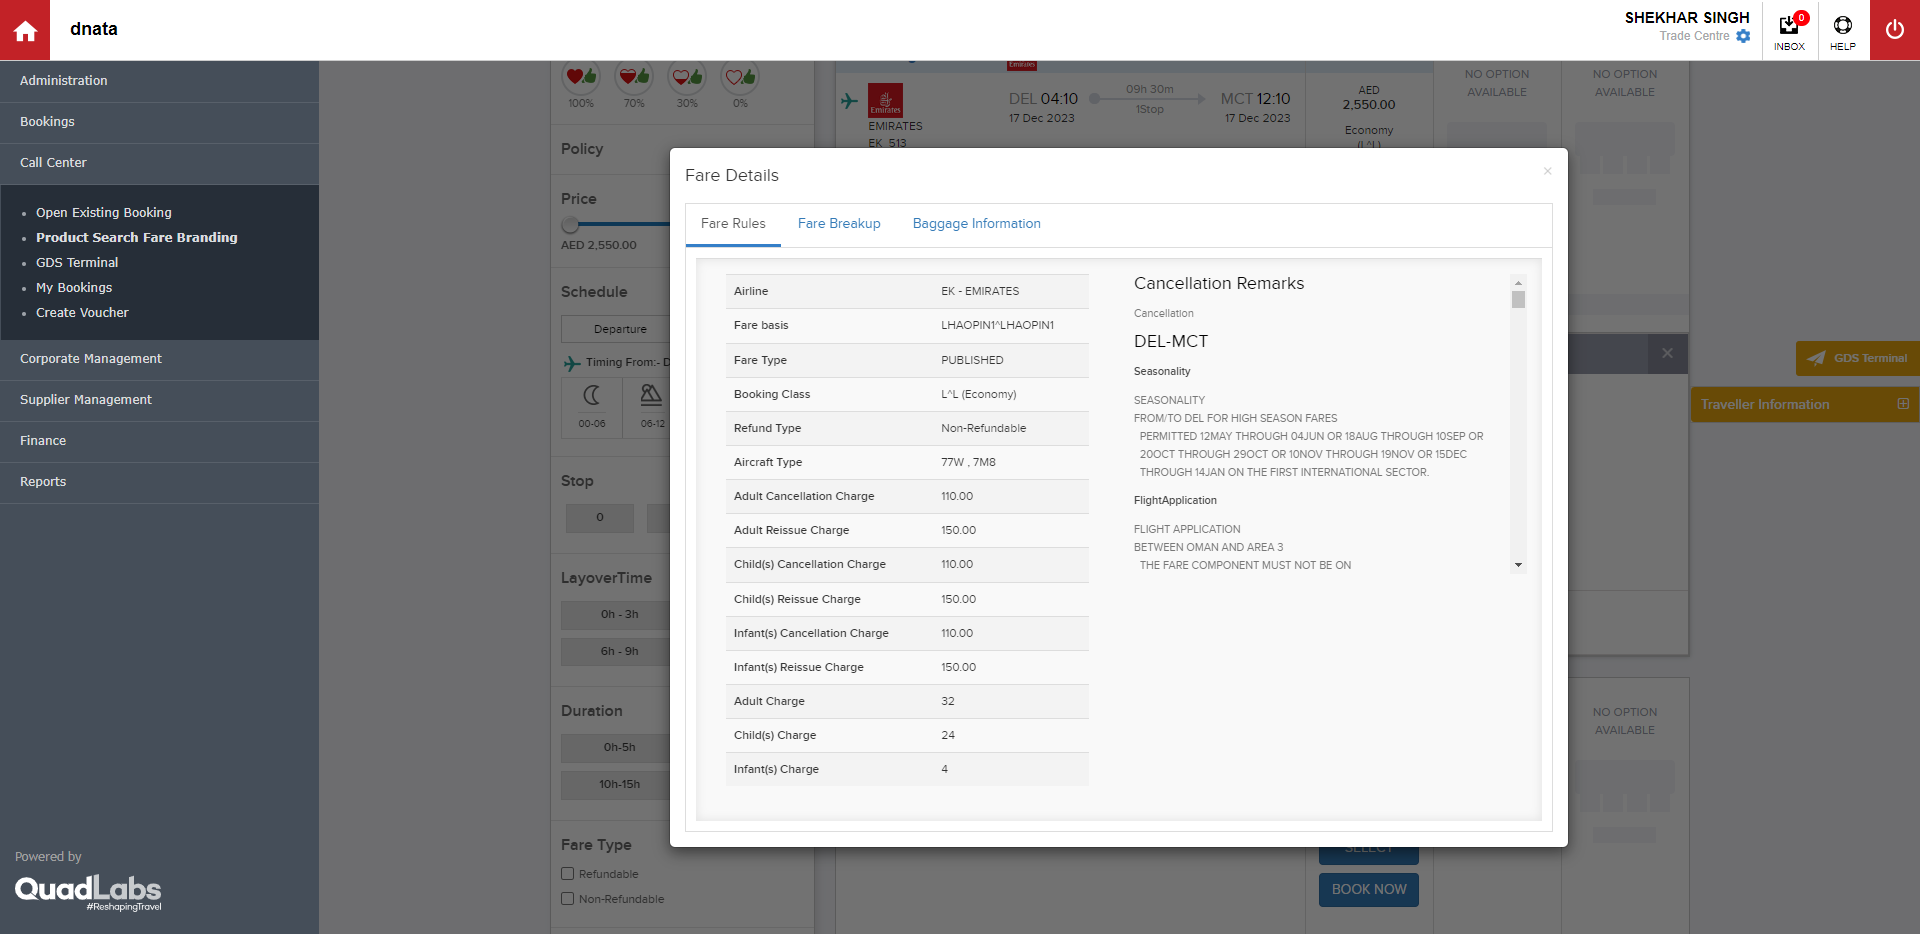 dnata
SHEKHAR SINGH
Trade Centre
0
INBOX
HELP
Administration
Bookings
Call Center
Open Existing Booking
Product Search Fare Branding
GDS Terminal
My Bookings
Create Voucher
Corporate Management
Supplier Management
Finance
Reports
Powered by
QuadLabs
#ReshapingTravel
100%
70%
30%
0%
Policy
Price
AED 2,550.00
Schedule
Departure
Timing From:- D
00-06
06-12
Stop
0
LayoverTime
0h - 3h
6h - 9h
Duration
0h-5h
10h-15h
Fare Type
Refundable
Non-Refundable
Emirates
EMIRATES
EK 513
DEL 04:10
17 Dec 2023
09h 30m
1Stop
MCT 12:10
17 Dec 2023
AED
2,550.00
Economy
(L^L)
NO OPTION
AVAILABLE
NO OPTION
AVAILABLE
Fare Details
×
Fare Rules
Fare Breakup
Baggage Information
Airline EK - EMIRATES
Fare basis LHAOPIN1^LHAOPIN1
Fare Type PUBLISHED
Booking Class L^L (Economy)
Refund Type Non-Refundable
Aircraft Type 77W , 7M8
Adult Cancellation Charge 110.00
Adult Reissue Charge 150.00
Child(s) Cancellation Charge 110.00
Child(s) Reissue Charge 150.00
Infant(s) Cancellation Charge 110.00
Infant(s) Reissue Charge 150.00
Adult Charge 32
Child(s) Charge 24
Infant(s) Charge 4
Cancellation Remarks
Cancellation
DEL-MCT
Seasonality
SEASONALITY
FROM/TO DEL FOR HIGH SEASON FARES
PERMITTED 12MAY THROUGH 04JUN OR 18AUG THROUGH 10SEP OR
20OCT THROUGH 29OCT OR 10NOV THROUGH 19NOV OR 15DEC
THROUGH 14JAN ON THE FIRST INTERNATIONAL SECTOR.
FlightApplication
FLIGHT APPLICATION
BETWEEN OMAN AND AREA 3
THE FARE COMPONENT MUST NOT BE ON
GDS Terminal
Traveller Information
NO OPTION
AVAILABLE
SELECT
BOOK NOW